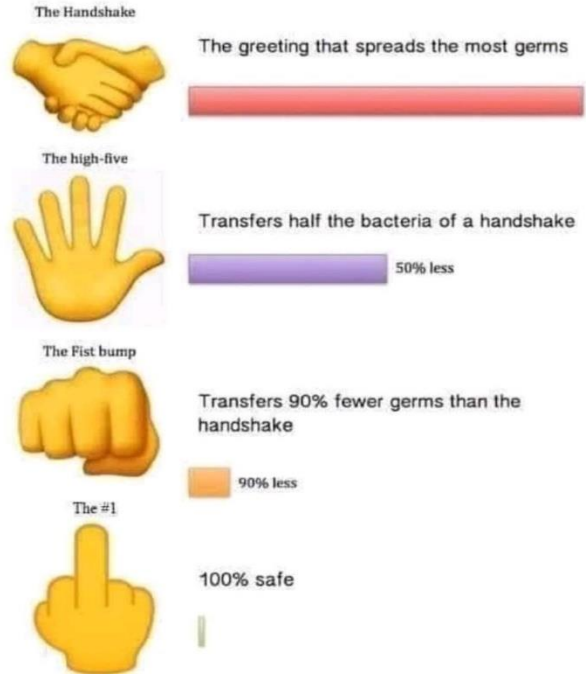 The Handshake
The greeting that spreads the most germs
The high-five
Transfers half the bacteria of a handshake
50% less
The Fist bump
Transfers 90% fewer germs than the
handshake
90% less
The #1
100% safe